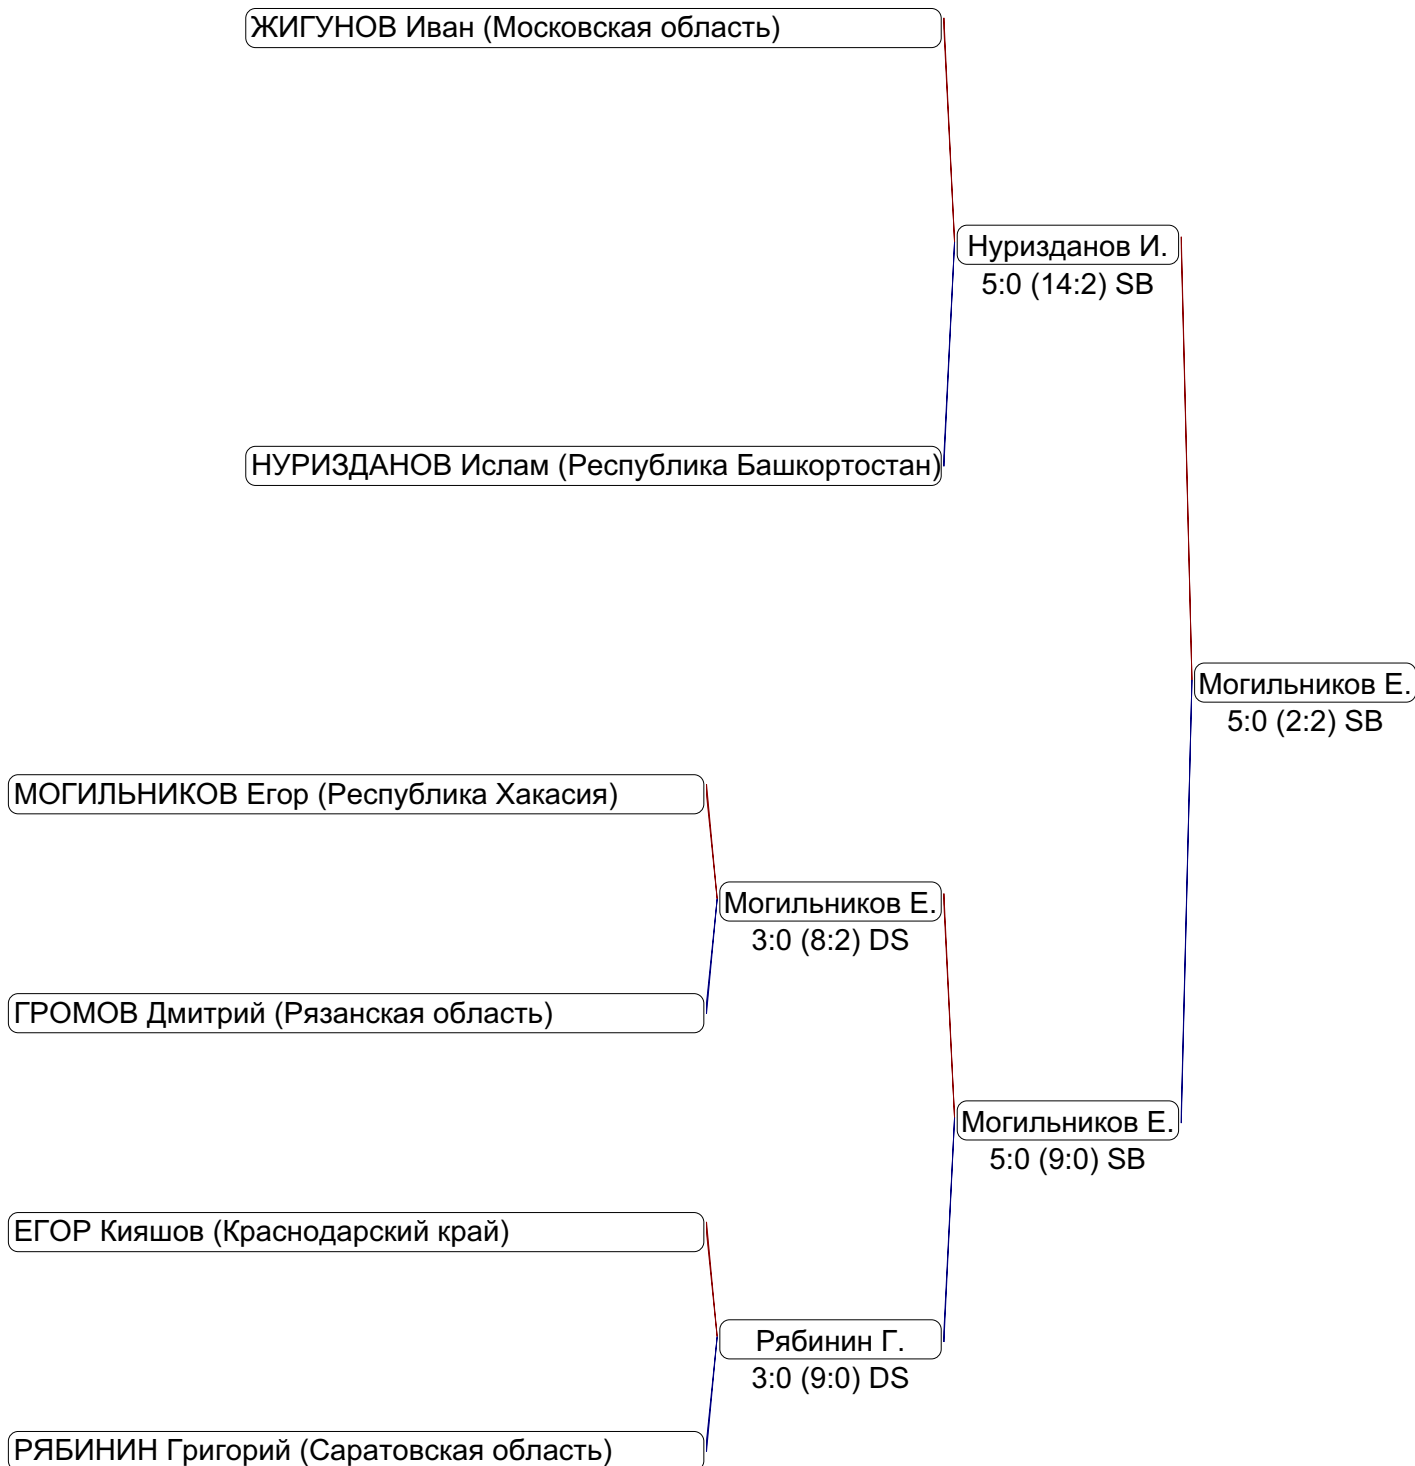 ЖИГУНОВ Иван (Московская область)
Нуризданов И.
5:0 (14:2) SB
НУРИЗДАНОВ Ислам (Республика Башкортостан)
Могильников Е.
5:0 (2:2) SB
МОГИЛЬНИКОВ Егор (Республика Хакасия)
Могильников Е.
3:0 (8:2) DS
ГРОМОВ Дмитрий (Рязанская область)
Могильников Е.
5:0 (9:0) SB
ЕГОР Кияшов (Краснодарский край)
Рябинин Г.
3:0 (9:0) DS
РЯБИНИН Григорий (Саратовская область)